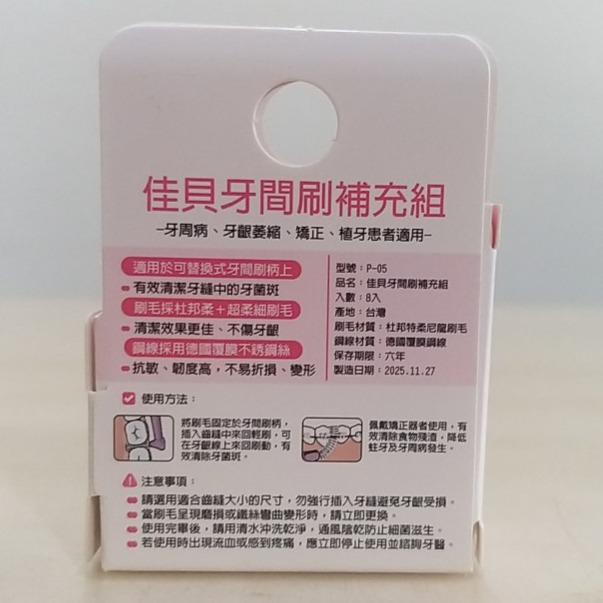 佳貝牙間刷補充組
-牙周病、牙齦萎縮、矯正、植牙患者適用-
適用於可替換式牙間刷柄上
有效清潔牙縫中的牙菌斑
刷毛採杜邦柔＋超柔細刷毛
清潔效果更佳、不傷牙齦
鋼線採用德國覆膜不銹鋼絲
抗敏、韌度高，不易折損、變形
型號：P-05
品名：佳貝牙間刷補充組
入數：8入
產地：台灣
刷毛材質：杜邦特柔尼龍刷毛
鋼線材質：德國覆膜鋼線
保存期限：六年
製造日期：2025.11.27
使用方法：
將刷毛固定於牙間刷柄，
插入齒縫中來回輕刷，可
在牙齦線上來回刷動，有
效清除牙菌斑。
佩戴矯正器者使用，有
效清除食物殘渣，降低
蛀牙及牙周病發生。
注意事項：
請選用適合齒縫大小的尺寸，勿強行插入牙縫避免牙齦受損。
當刷毛呈現磨損或鐵絲彎曲變形時，請立即更換。
使用完畢後，請用清水沖洗乾淨，通風陰乾防止細菌滋生。
若使用時出現流血或感到疼痛，應立即停止使用並諮詢牙醫。